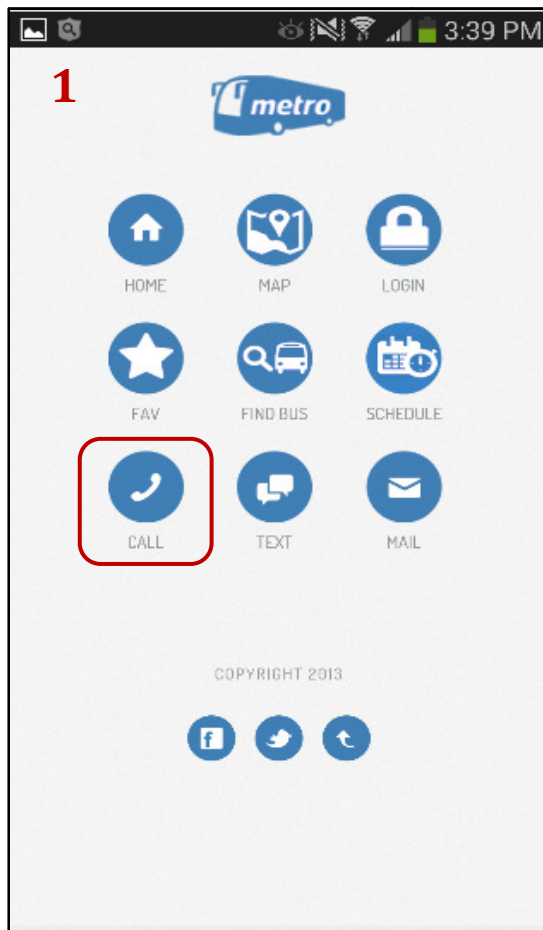 3:39 PM
1
metro
HOME MAP LOGIN
FAV FIND BUS SCHEDULE
CALL TEXT MAIL
COPYRIGHT 2013
f